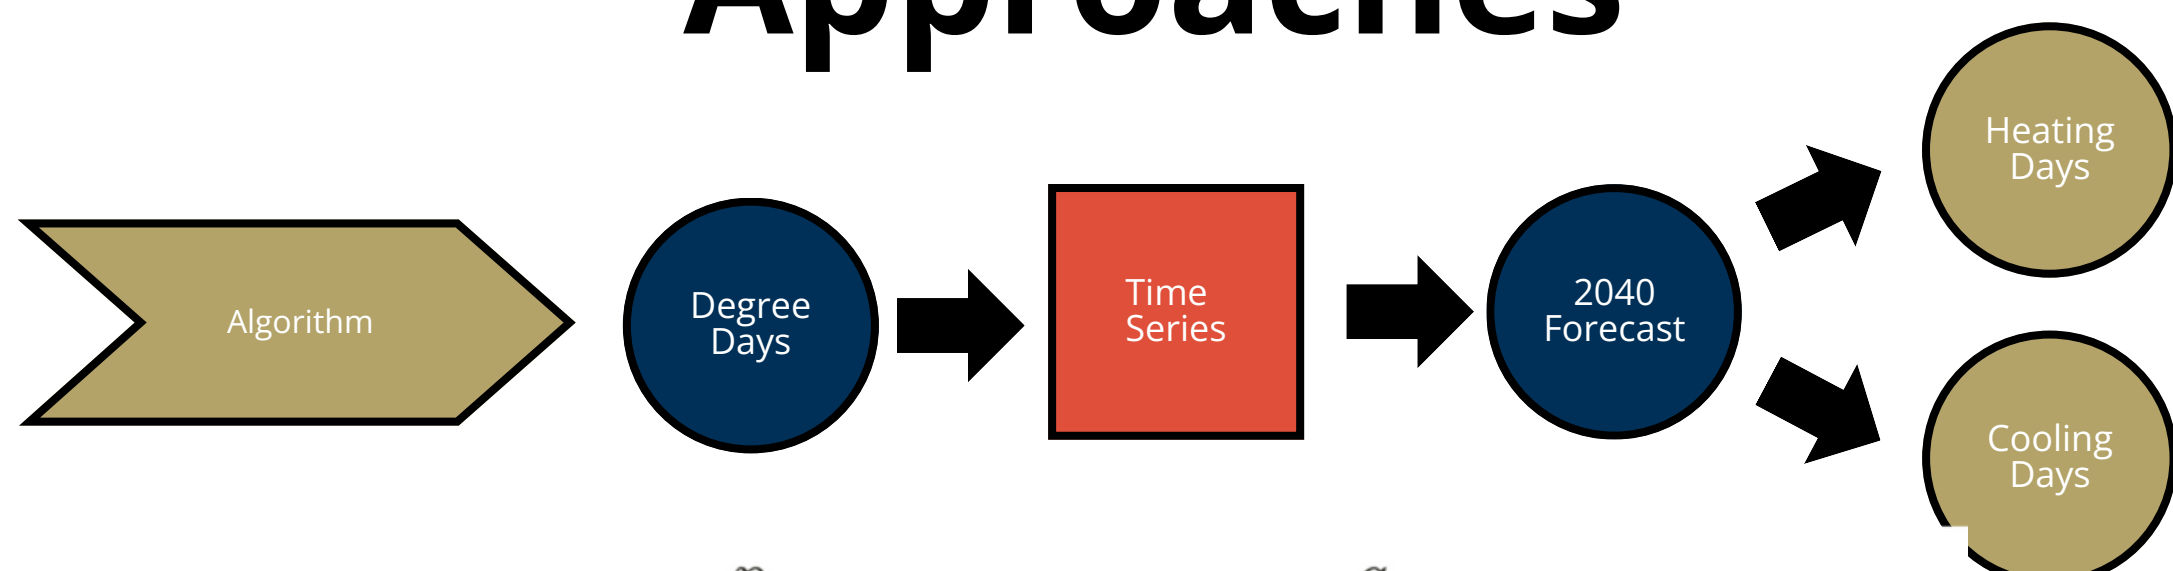 Approaches
Algorithm
Degree
Days
Time
Series
2040
Forecast
Heating
Days
Cooling
Days